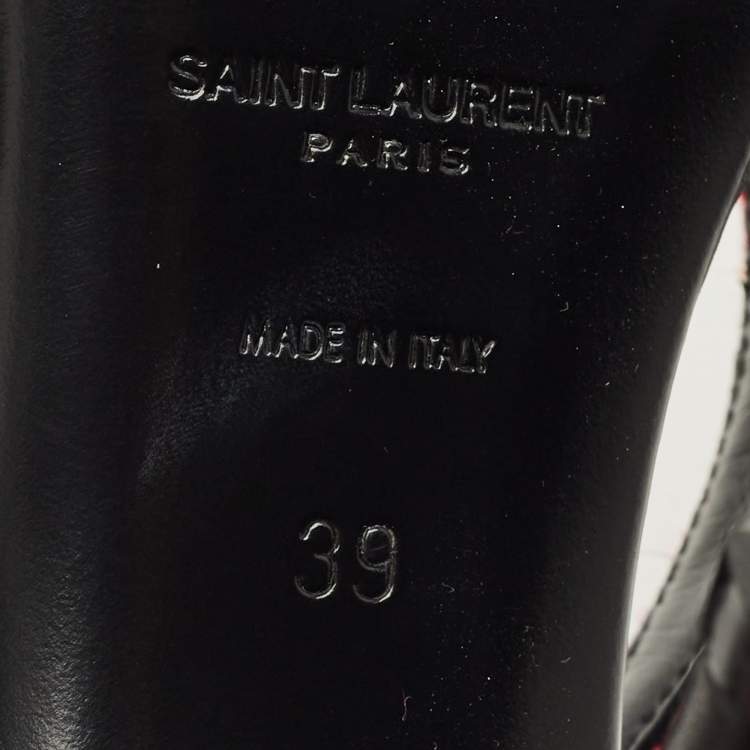 SAINT LAURENT
PARIS
MADE IN ITALY
39